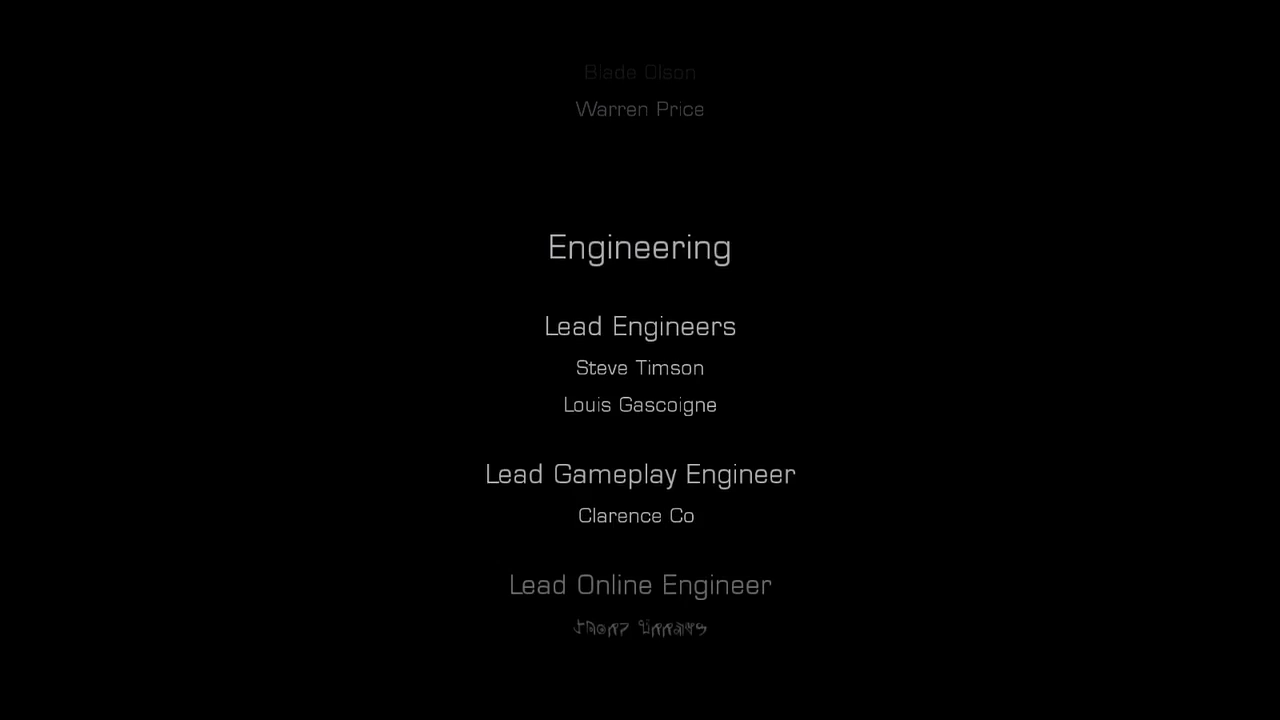 Blade Olson
Warren Price
Engineering
Lead Engineers
Steve Timson
Louis Gascoigne
Lead Gameplay Engineer
Clarence Co
Lead Online Engineer